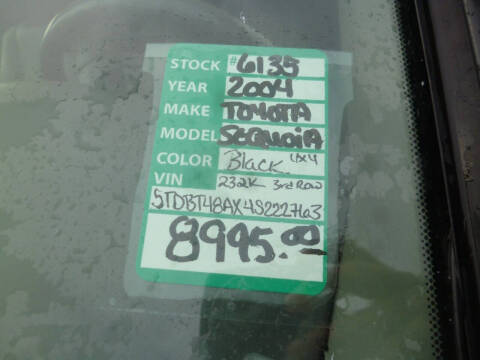 STOCK #6135
YEAR 2004
MAKE TOYOTA
MODEL SEQUOIA
COLOR Black 4x4
VIN 232K 3rd Row
5TDBT48AX4S222763
8995.00